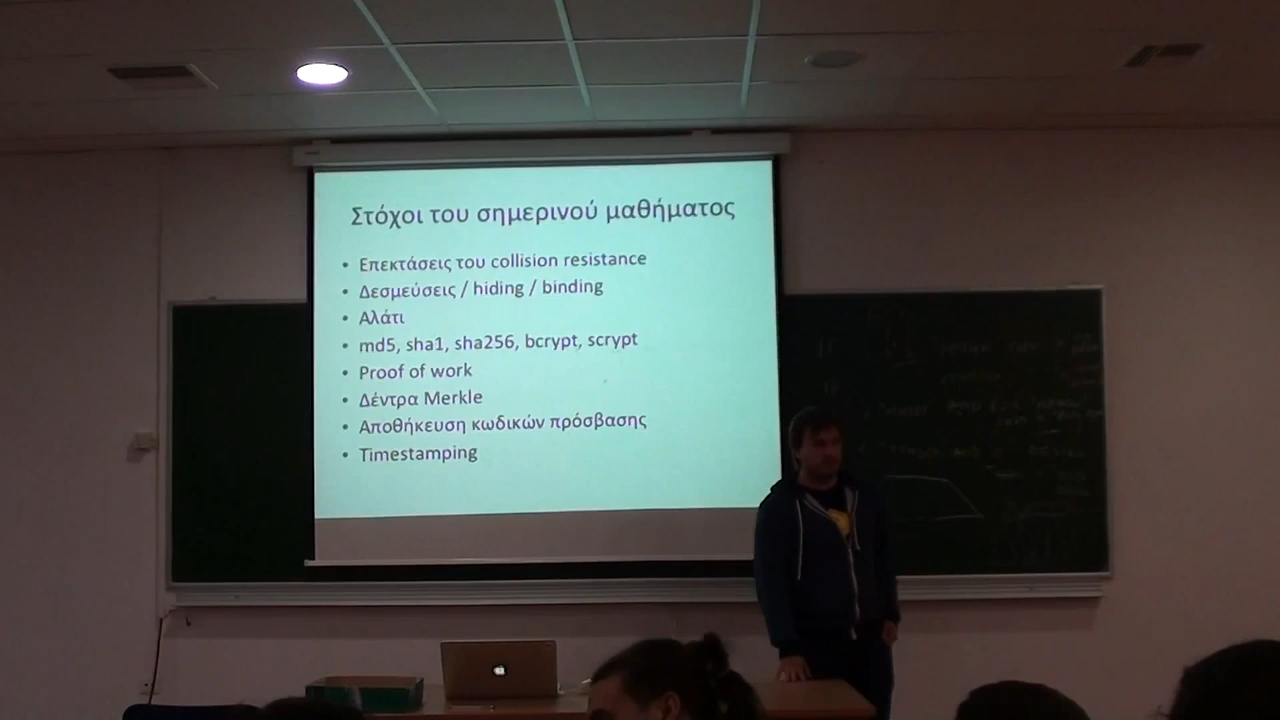 Στόχοι του σημερινού μαθήματος
• Επεκτάσεις του collision resistance
• Δεσμεύσεις / hiding / binding
• Αλάτι
• md5, sha1, sha256, bcrypt, scrypt
• Proof of work
• Δέντρα Merkle
• Αποθήκευση κωδικών πρόσβασης
• Timestamping